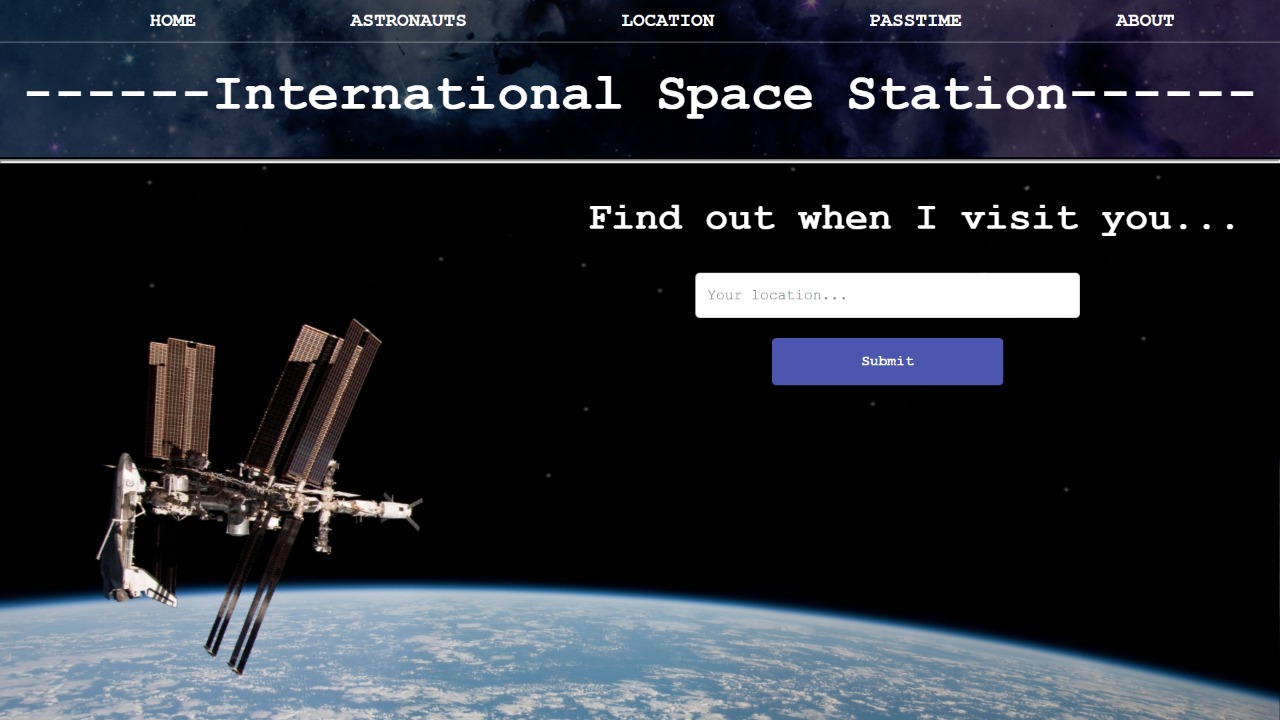 HOME ASTRONAUTS LOCATION PASSTIME ABOUT
------International Space Station------
Find out when I visit you...
Your location...
Submit